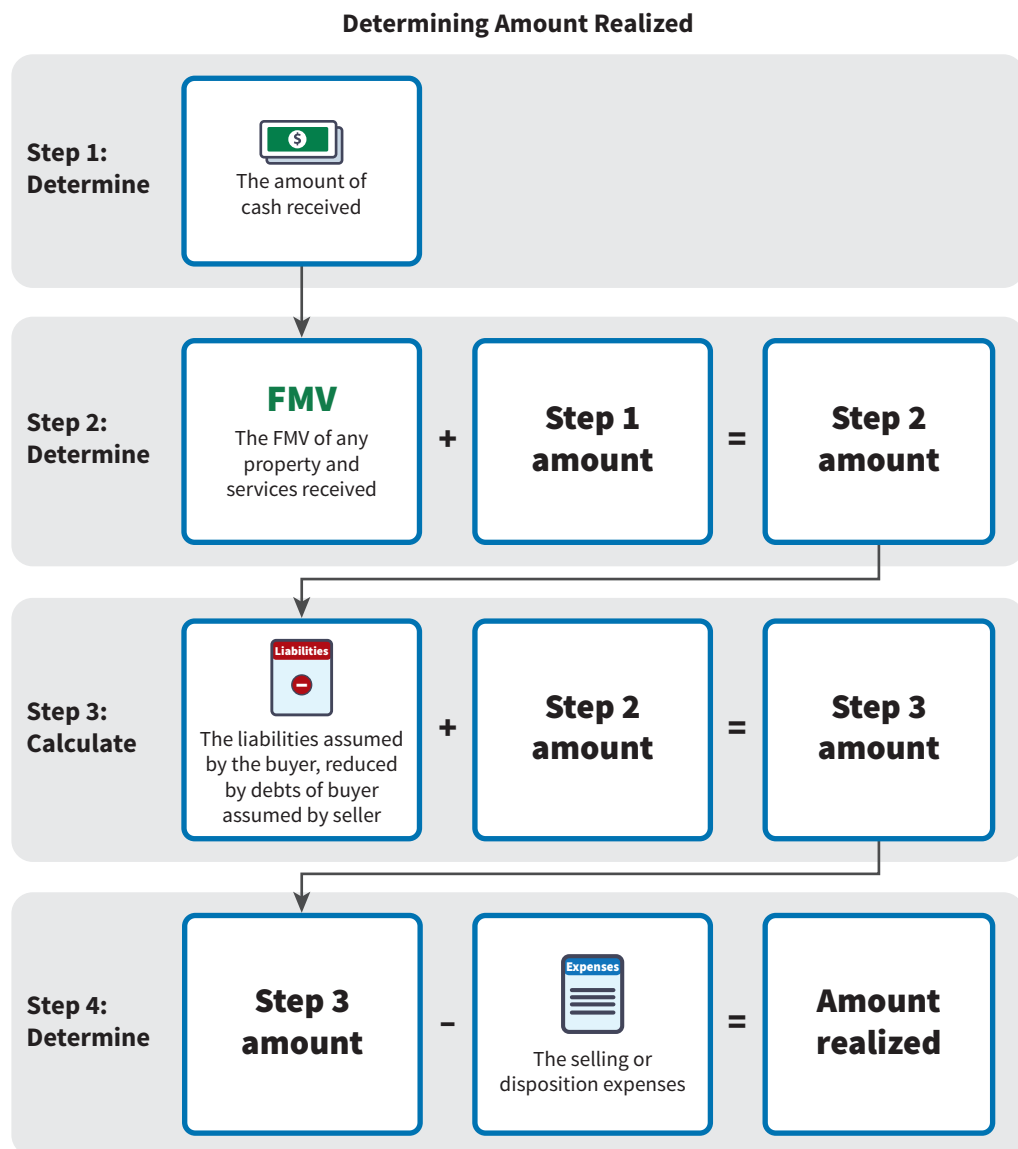 Determining Amount Realized
Step 1:
Determine
$
The amount of
cash received
Step 2:
Determine
FMV
The FMV of any
property and
services received
+
Step 1
amount
=
Step 2
amount
Step 3:
Calculate
Liabilities
The liabilities assumed
by the buyer, reduced
by debts of buyer
assumed by seller
+
Step 2
amount
=
Step 3
amount
Step 4:
Determine
Step 3
amount
–
Expenses
The selling or
disposition expenses
=
Amount
realized